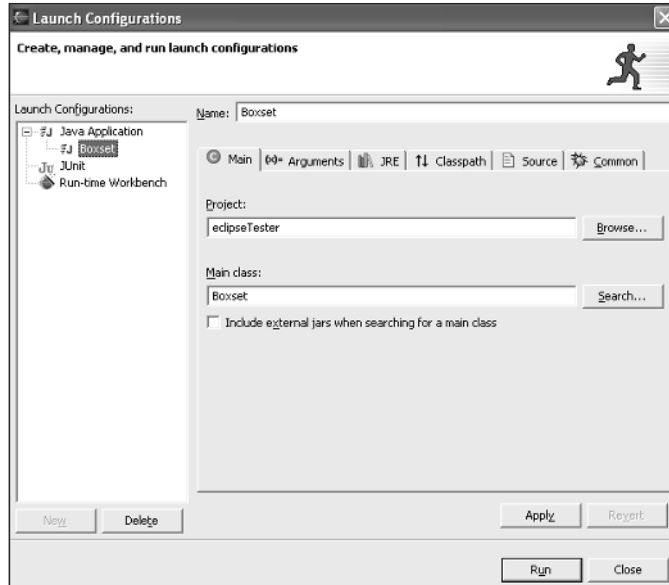 Launch Configurations
Create, manage, and run launch configurations
Launch Configurations:
Java Application
Boxset
JUnit
Run-time Workbench
New
Delete
Name: Boxset
Main Arguments JRE Classpath Source Common
Project:
eclipseTester Browse...
Main class:
Boxset Search...
Include external jars when searching for a main class
Apply Revert
Run Close